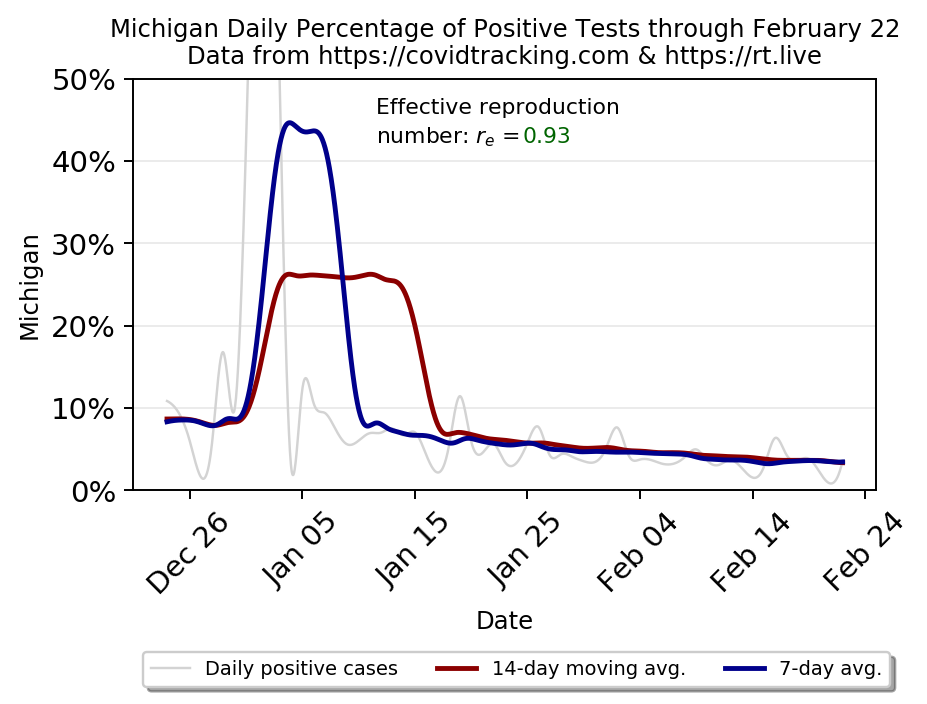 Michigan Daily Percentage of Positive Tests through February 22
Data from https://covidtracking.com & https://rt.live
50%
Effective reproduction
number: rₑ = 0.93
40%
30%
20%
10%
0%
Michigan
Dec 26
Jan 05
Jan 15
Jan 25
Feb 04
Feb 14
Feb 24
Date
Daily positive cases
14-day moving avg.
7-day avg.